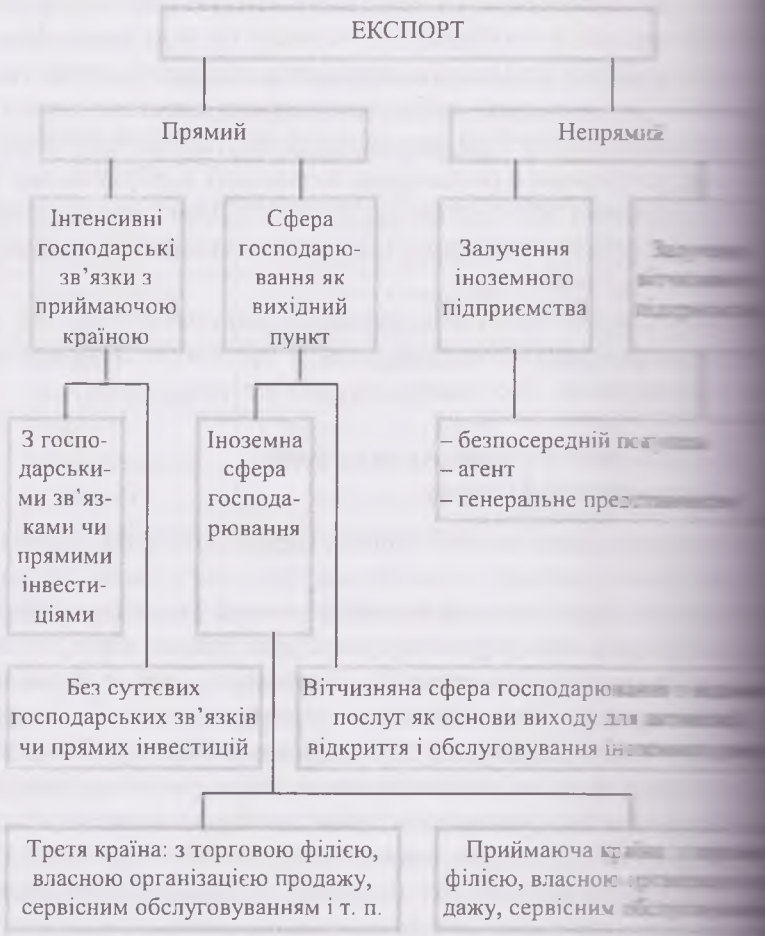 ЕКСПОРТ
Прямий
Непрямий
Інтенсивні
господарські
зв’язки з
приймаючою
країною
Сфера
господарю-
вання як
вихідний
пункт
Залучення
іноземного
підприємства
З госпо-
дарськи-
ми зв’яз-
ками чи
прямими
інвести-
ціями
Іноземна
сфера
господа-
рювання
– безпосередній
– агент
– генеральне
Без суттєвих
господарських зв’язків
чи прямих інвестицій
Вітчизняна сфера
послуг як основи виходу для
відкриття і обслуговування
Третя країна: з торговою філією,
власною організацією продажу,
сервісним обслуговуванням і т. п.
Приймаюча
філією, власною
дажу, сервісним